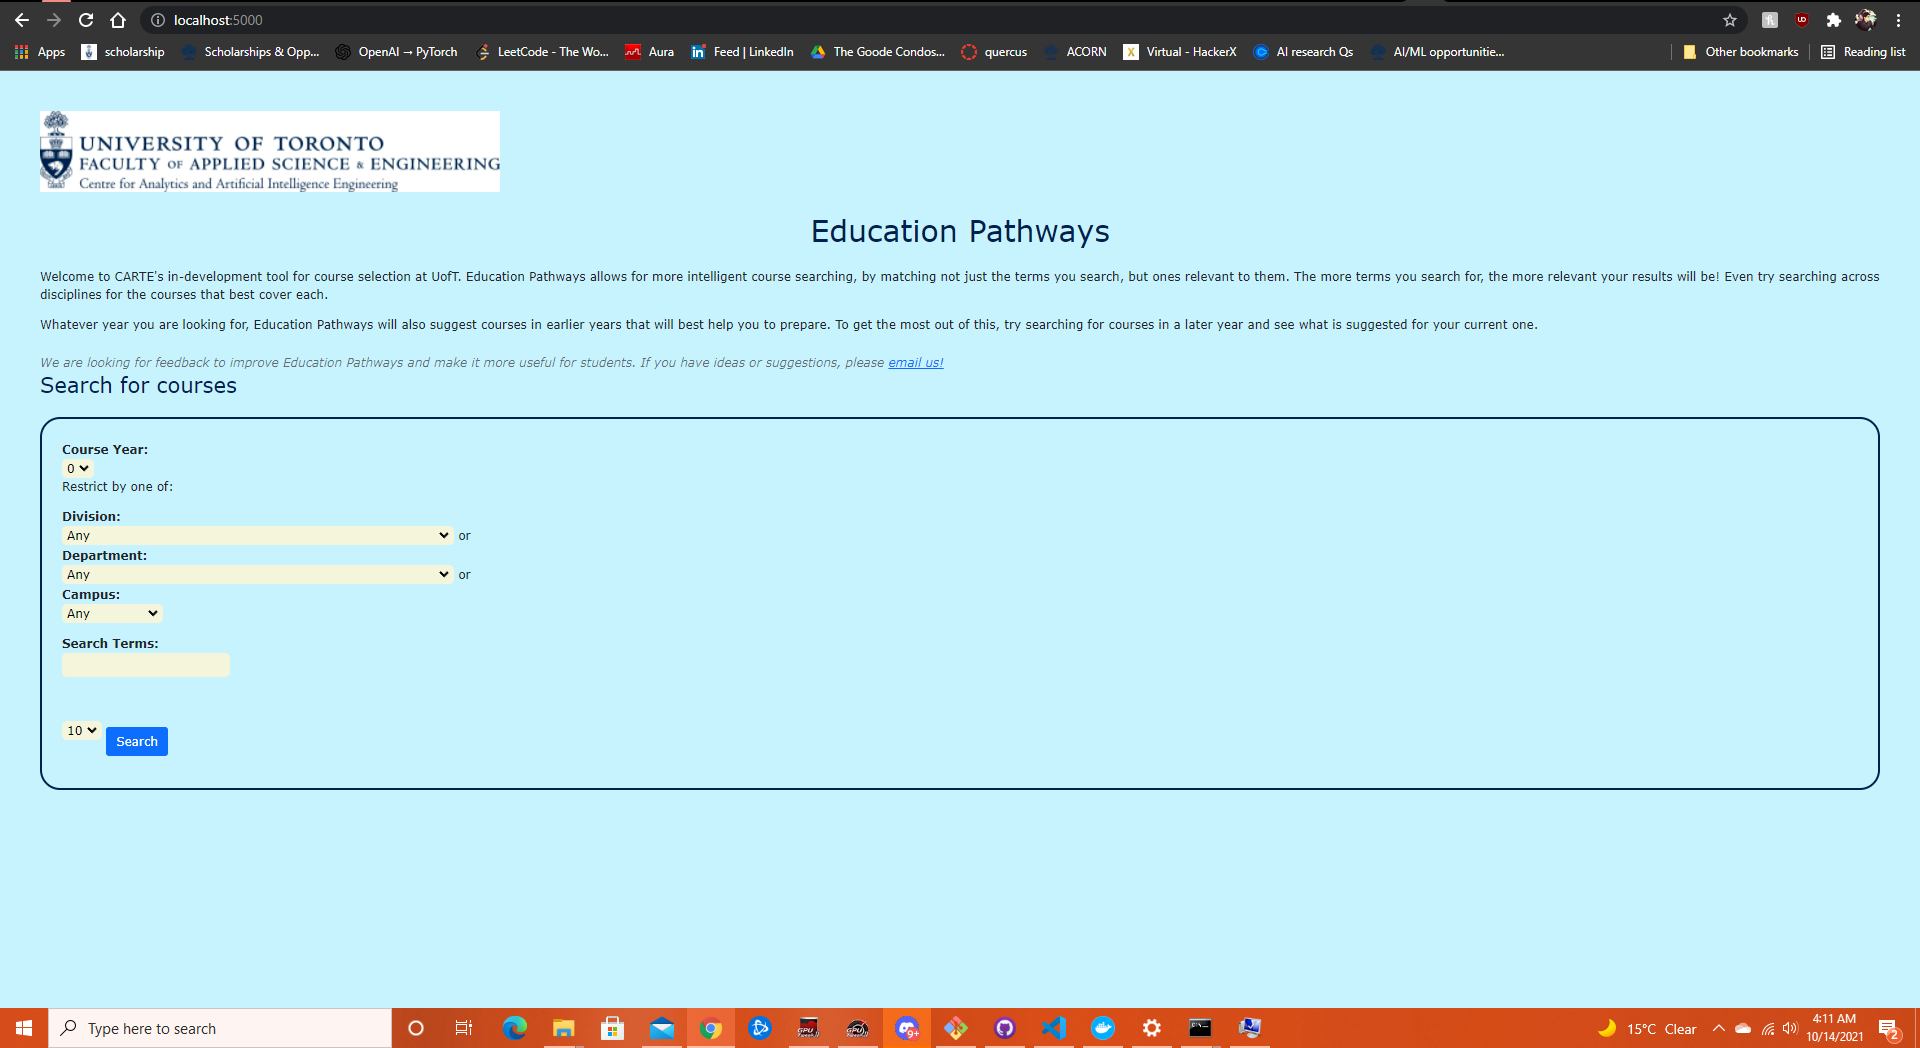 localhost:5000
Apps scholarship Scholarships & Opp... OpenAI → PyTorch LeetCode - The Wo... Aura Feed | LinkedIn The Goode Condos... quercus ACORN Virtual - HackerX AI research Qs AI/ML opportunitie... Other bookmarks Reading list
UNIVERSITY OF TORONTO
FACULTY OF APPLIED SCIENCE & ENGINEERING
Centre for Analytics and Artificial Intelligence Engineering
Education Pathways
Welcome to CARTE's in-development tool for course selection at UofT. Education Pathways allows for more intelligent course searching, by matching not just the terms you search, but ones relevant to them. The more terms you search for, the more relevant your results will be! Even try searching across
disciplines for the courses that best cover each.
Whatever year you are looking for, Education Pathways will also suggest courses in earlier years that will best help you to prepare. To get the most out of this, try searching for courses in a later year and see what is suggested for your current one.
We are looking for feedback to improve Education Pathways and make it more useful for students. If you have ideas or suggestions, please email us!
Search for courses
Course Year:
0
Restrict by one of:
Division:
Any or
Department:
Any or
Campus:
Any
Search Terms:
10 Search
Type here to search
9+
15°C Clear
4:11 AM
10/14/2021
2